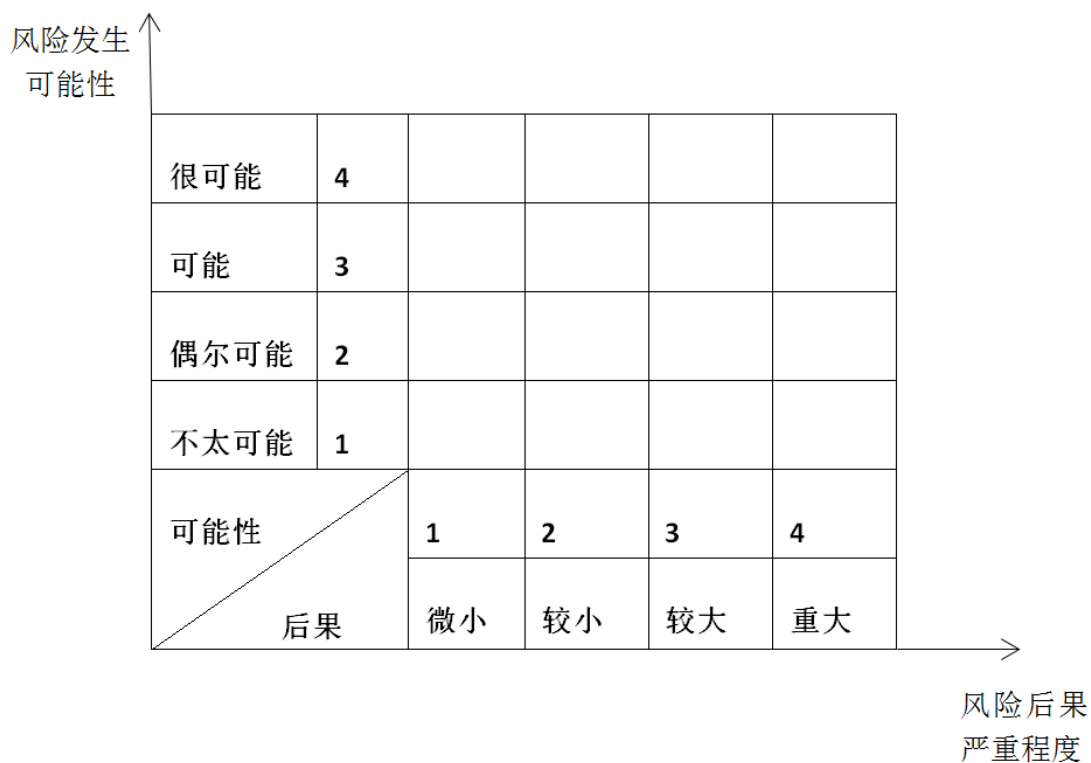 风险发生
可能性
很可能 4
可能 3
偶尔可能 2
不太可能 1
可能性 1 2 3 4
后果 微小 较小 较大 重大
风险后果
严重程度